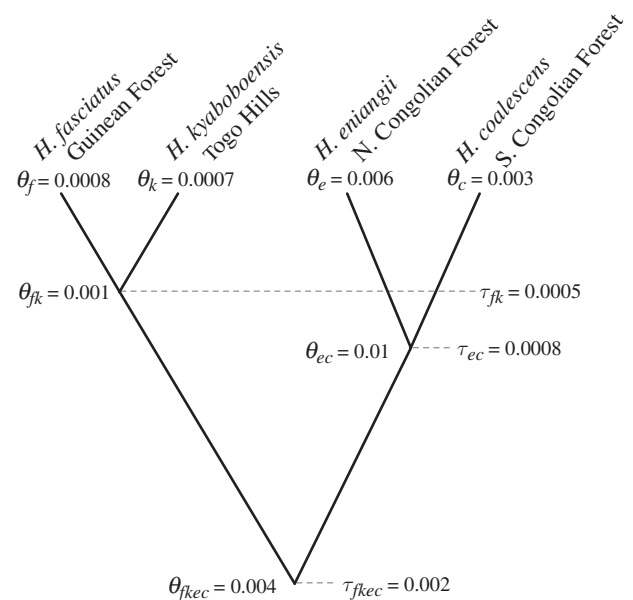 H. fasciatus
Guinean Forest
H. kyaboboensis
Togo Hills
H. eniangii
N. Congolian Forest
H. coalescens
S. Congolian Forest
θf = 0.0008
θk = 0.0007
θe = 0.006
θc = 0.003
θfk = 0.001
τfk = 0.0005
θec = 0.01
τec = 0.0008
θfkec = 0.004
τfkec = 0.002